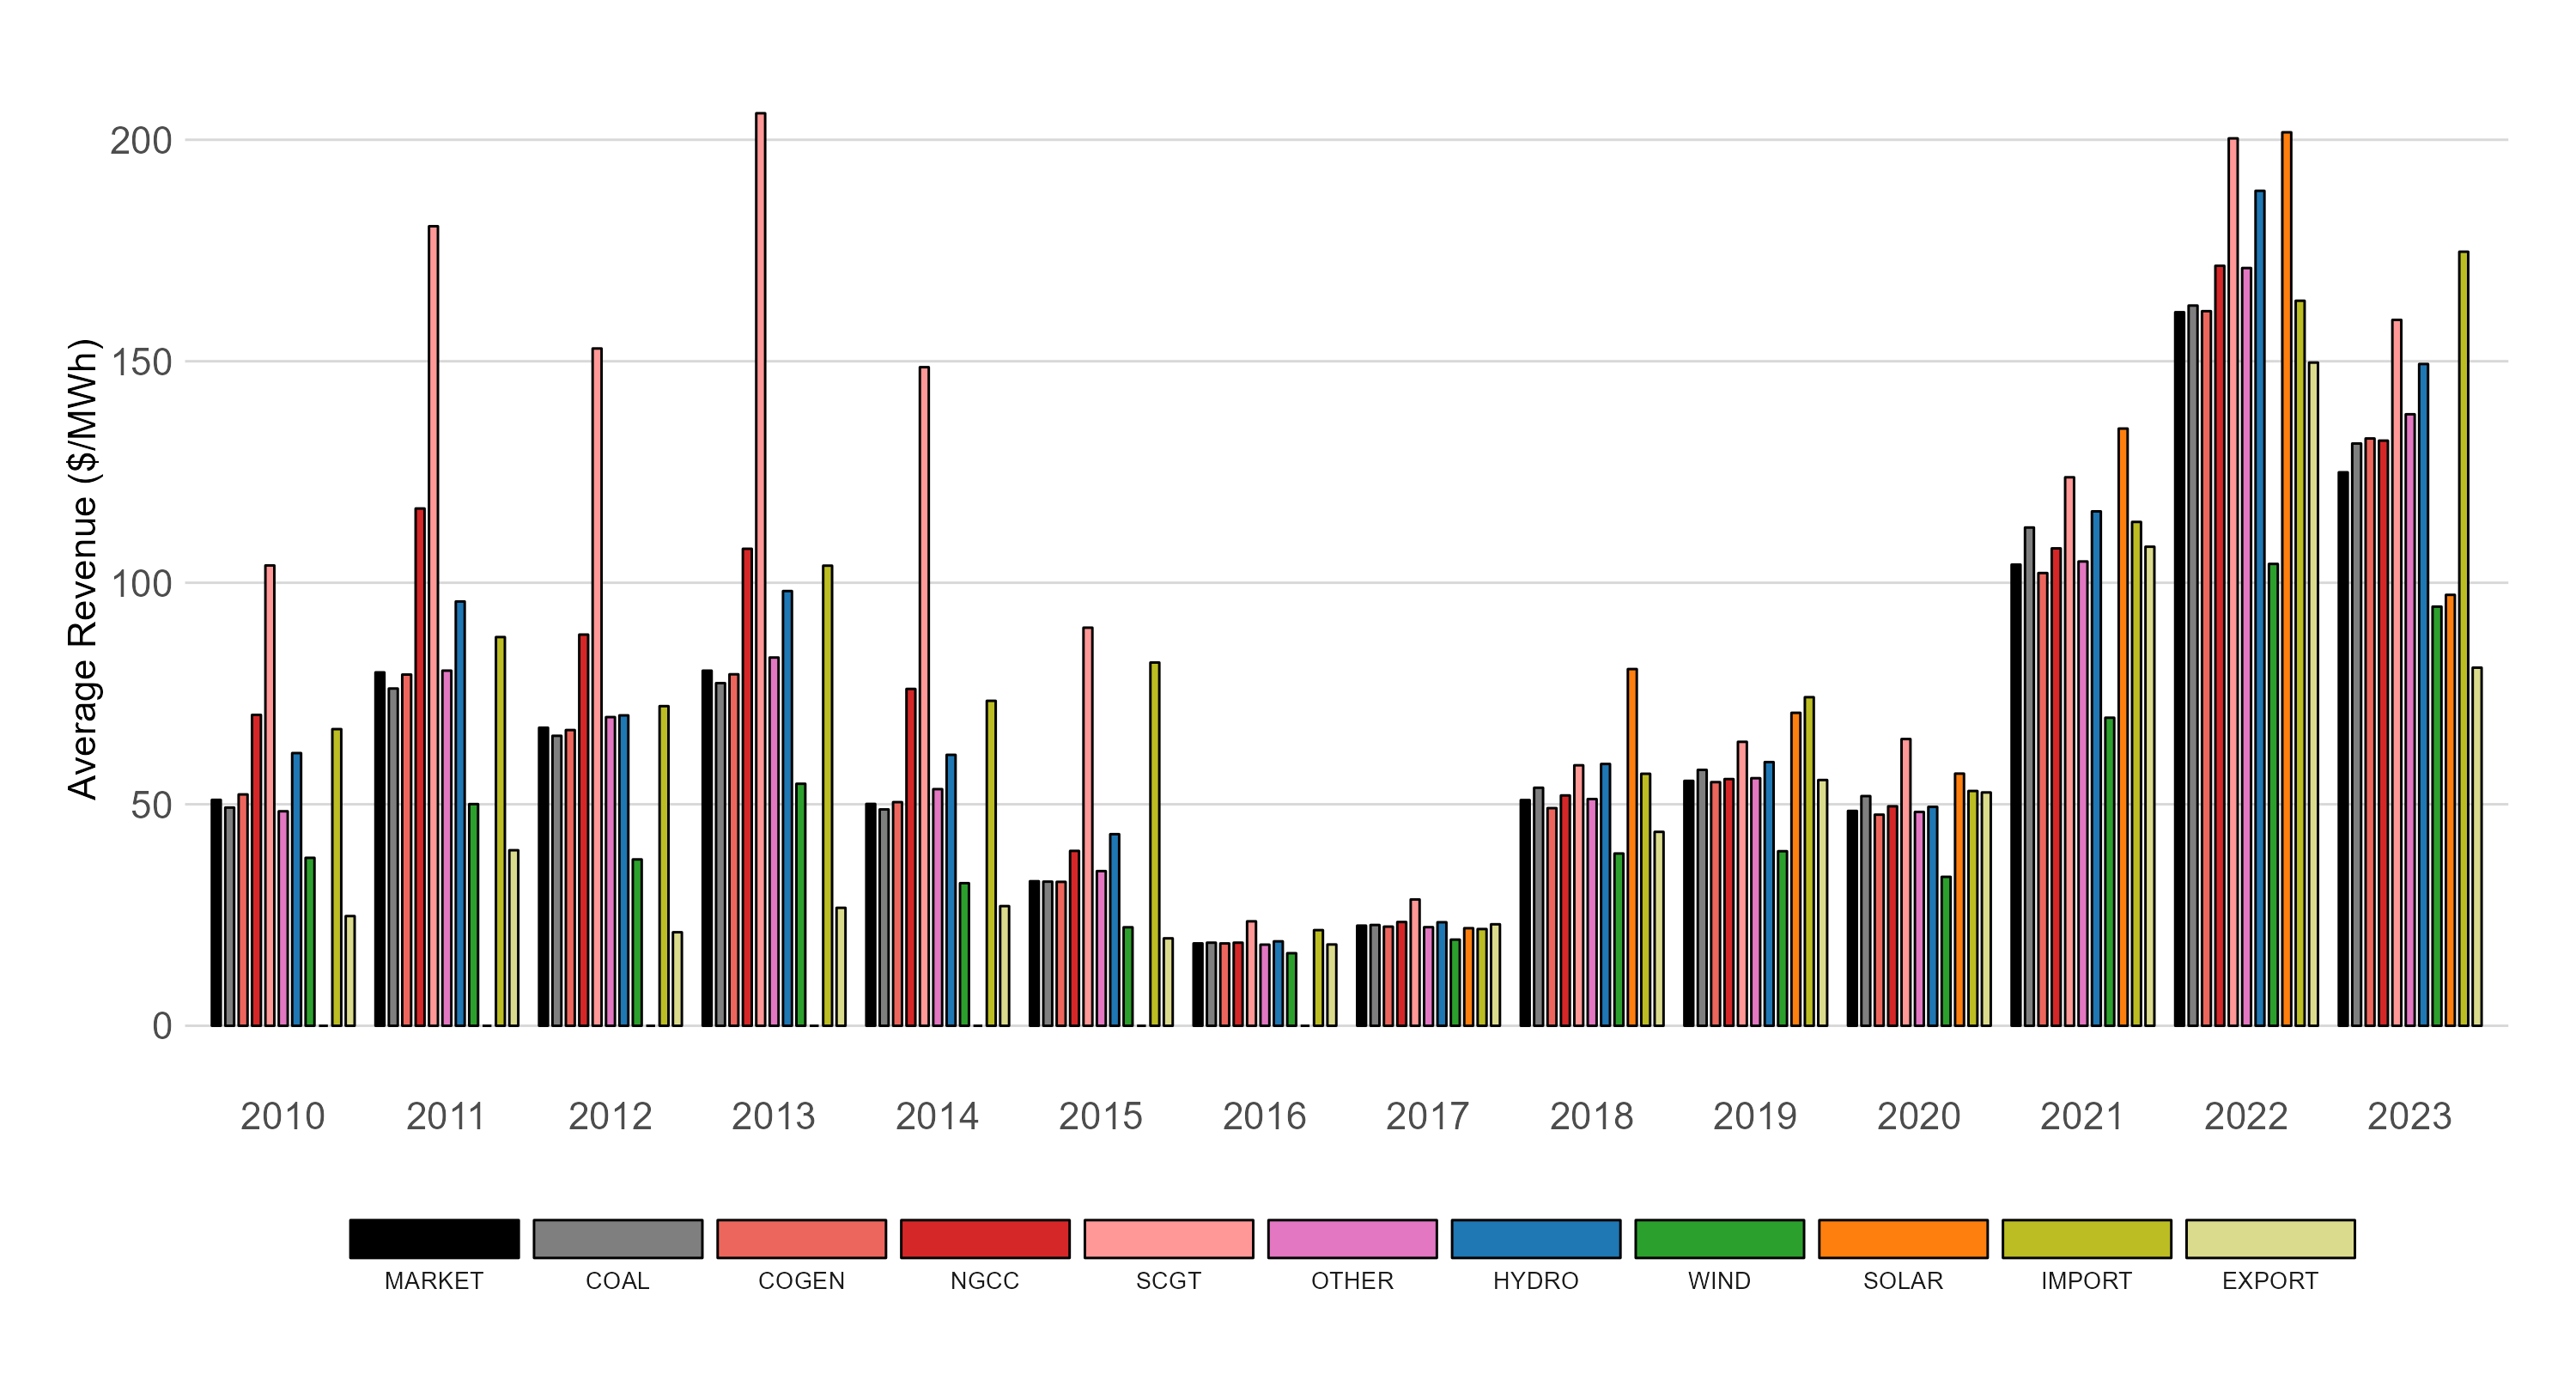 Average Revenue ($/MWh)
200
150
100
50
0
2010 2011 2012 2013 2014 2015 2016 2017 2018 2019 2020 2021 2022 2023
MARKET COAL COGEN NGCC SCGT OTHER HYDRO WIND SOLAR IMPORT EXPORT